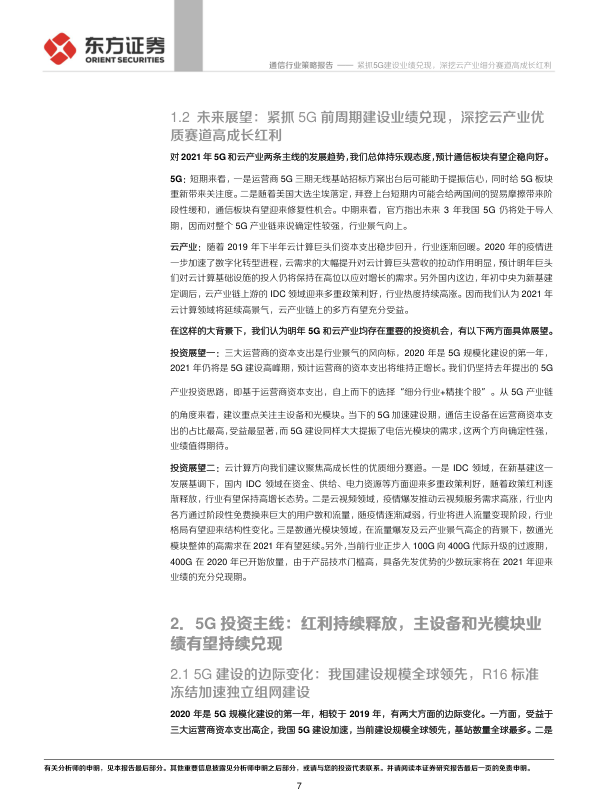 东方证券
ORIENT SECURITIES
通信行业策略报告 —— 紧抓5G建设业绩兑现，深挖云产业细分赛道高成长红利
1.2 未来展望：紧抓 5G 前周期建设业绩兑现，深挖云产业优
质赛道高成长红利
对 2021 年 5G 和云产业两条主线的发展趋势，我们总体持乐观态度，预计通信板块有望企稳向好。
5G：短期来看，一是运营商 5G 三期无线基站招标方案出台后可能助于提振信心，同时给 5G 板块
重新带来关注度。二是随着美国大选尘埃落定，拜登上台短期内可能会给两国间的贸易摩擦带来阶
段性缓和，通信板块有望迎来修复性机会。中期来看，官方指出未来 3 年我国 5G 仍将处于导入
期，因而对整个 5G 产业链来说确定性较强，行业景气向上。
云产业：随着 2019 年下半年云计算巨头们资本支出稳步回升，行业逐渐回暖。2020 年的疫情进
一步加速了数字化转型进程，云需求的大幅提升对云计算巨头营收的拉动作用明显，预计明年巨头
们对云计算基础设施的投入仍将保持在高位以应对增长的需求。另外国内这边，年初中央为新基建
定调后，云产业链上游的 IDC 领域迎来多重政策利好，行业热度持续高涨。因而我们认为 2021 年
云计算领域将延续高景气，云产业链上的多方有望充分受益。
在这样的大背景下，我们认为明年 5G 和云产业均存在重要的投资机会，有以下两方面具体展望。
投资展望一：三大运营商的资本支出是行业景气的风向标，2020 年是 5G 规模化建设的第一年，
2021 年仍将是 5G 建设高峰期，预计运营商的资本支出将维持正增长。我们仍坚持去年提出的 5G
产业投资思路，即基于运营商资本支出，自上而下的选择“细分行业+精挑个股”。从 5G 产业链
的角度来看，建议重点关注主设备和光模块。当下的 5G 加速建设期，通信主设备在运营商资本支
出的占比最高，受益最显著，而 5G 建设同样大大提振了电信光模块的需求，这两个方向确定性强，
业绩值得期待。
投资展望二：云计算方向我们建议聚焦高成长性的优质细分赛道。一是 IDC 领域，在新基建这一
发展基调下，国内 IDC 领域在资金、供给、电力资源等方面迎来多重政策利好，随着政策红利逐
渐释放，行业有望保持高增长态势。二是云视频领域，疫情爆发推动云视频服务需求高涨，行业内
各方通过阶段性免费换来巨大的用户数和流量，随疫情逐渐减弱，行业将进入流量变现阶段，行业
格局有望迎来结构性变化。三是数通光模块领域，在流量爆发及云产业景气高企的背景下，数通光
模块整体的高需求在 2021 年有望延续。另外，当前行业正步入 100G 向 400G 代际升级的过渡期，
400G 在 2020 年已开始放量，由于产品技术门槛高，具备先发优势的少数玩家将在 2021 年迎来
业绩的充分兑现期。
2. 5G 投资主线：红利持续释放，主设备和光模块业
绩有望持续兑现
2.1 5G 建设的边际变化：我国建设规模全球领先，R16 标准
冻结加速独立组网建设
2020 年是 5G 规模化建设的第一年，相较于 2019 年，有两大方面的边际变化。一方面，受益于
三大运营商资本支出高企，我国 5G 建设加速，当前建设规模全球领先，基站数量全球最多。二是
有关分析师的申明，见本报告最后部分。其他重要信息披露见分析师申明之后部分，或请与您的投资代表联系。并请阅读本证券研究报告最后一页的免责申明。
7